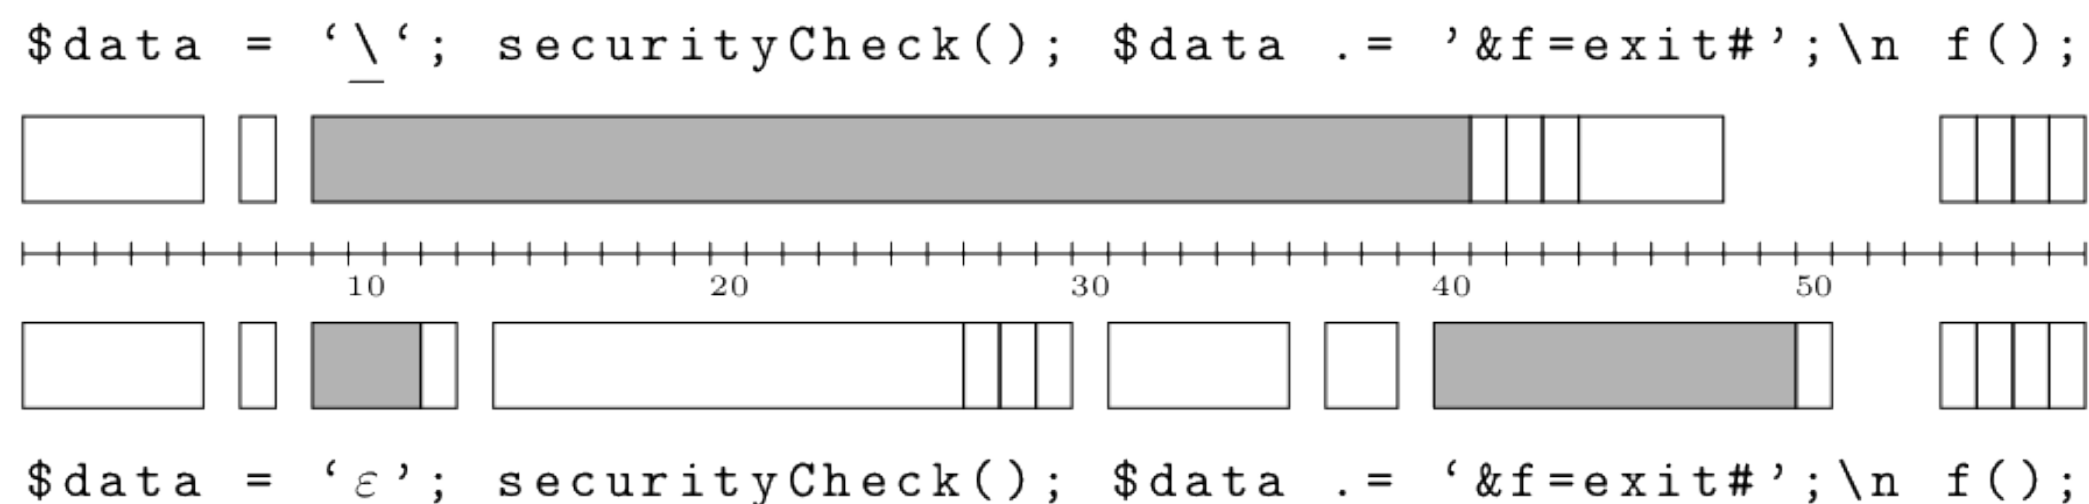 $data = ‘\‘; securityCheck(); $data .= ’&f=exit#’;\n f();
10 20 30 40 50
$data = ‘ε’; securityCheck(); $data .= ‘&f=exit#’;\n f();